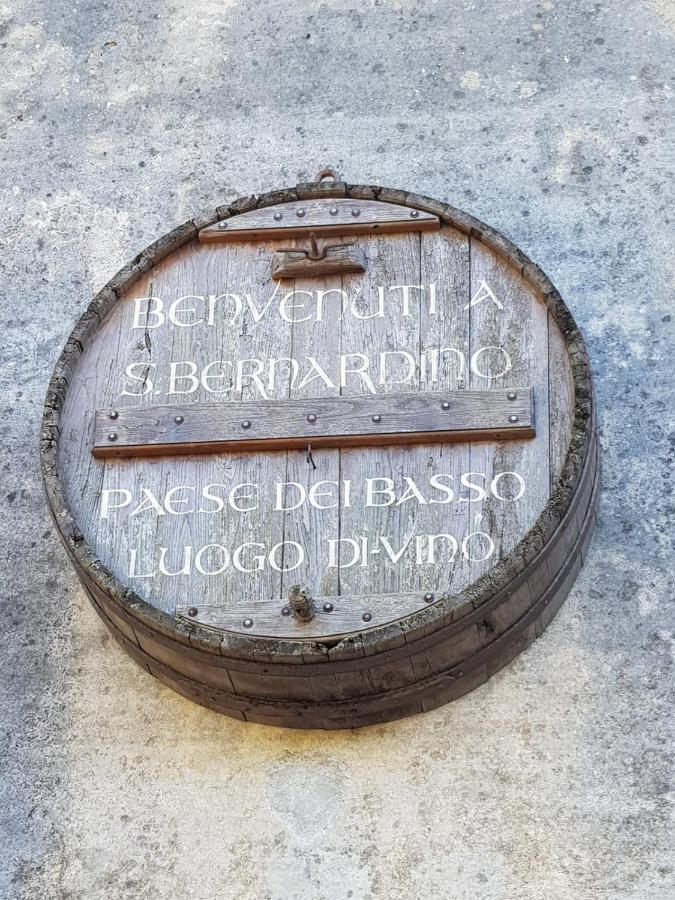 BENVENUTI A
S. BERNARDINO
PAESE DEI BASSO
LUOGO DI-VINO